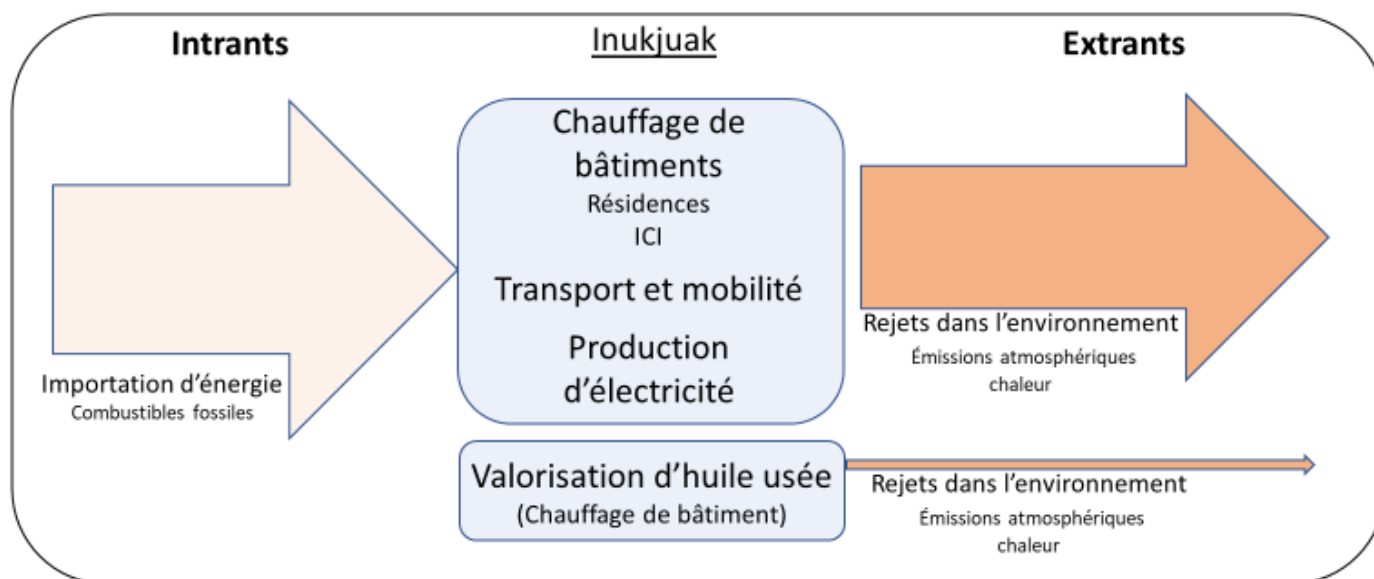 Intrants
Inukjuak
Extrants
Chauffage de
bâtiments
Résidences
ICI
Transport et mobilité
Production
d’électricité
Importation d’énergie
Combustibles fossiles
Rejets dans l’environnement
Émissions atmosphériques
chaleur
Valorisation d’huile usée
(Chauffage de bâtiment)
Rejets dans l’environnement
Émissions atmosphériques
chaleur